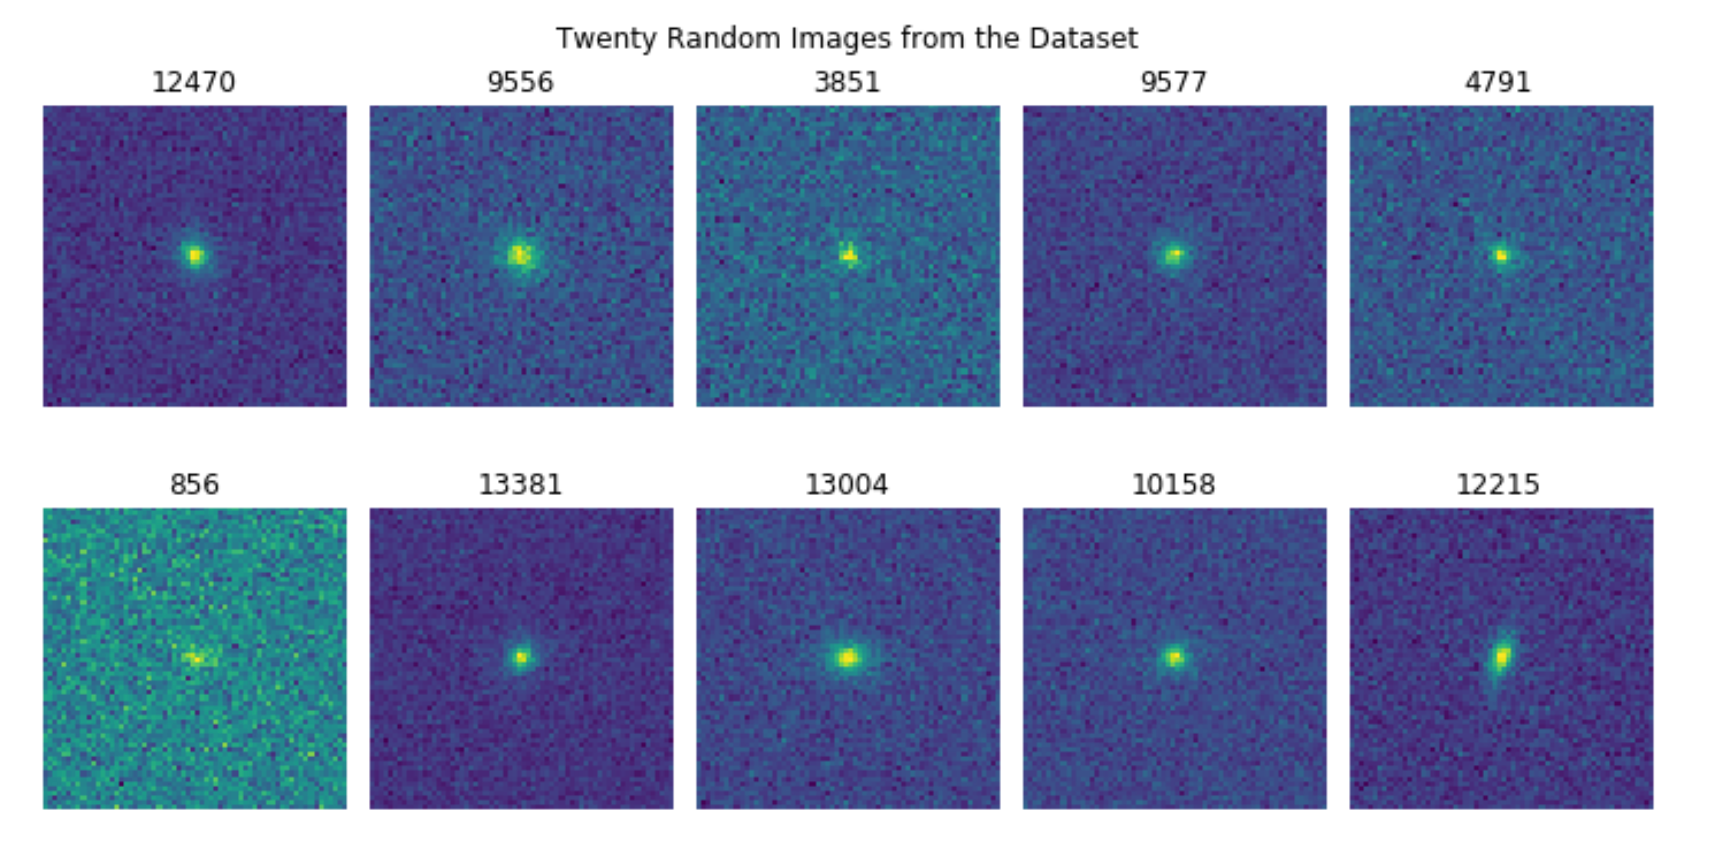 Twenty Random Images from the Dataset
12470 9556 3851 9577 4791
856 13381 13004 10158 12215